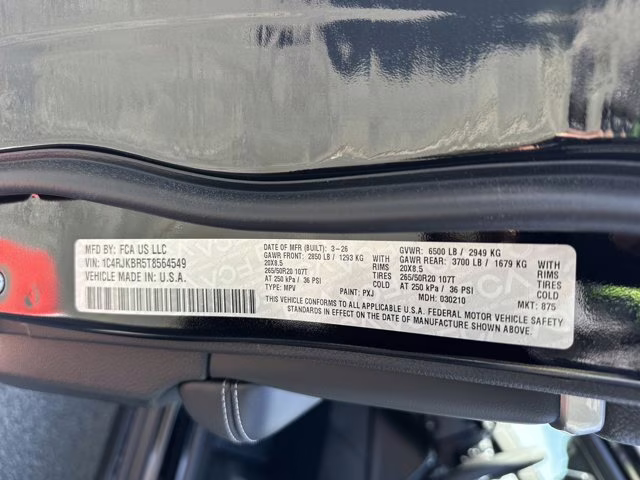 MFD BY: FCA US LLC
VIN: 1C4RJKBR5T8564549
VEHICLE MADE IN U.S.A.
DATE OF MFR (BUILT): 3-26
GAWR FRONT: 2850 LB / 1293 KG
20X8.5
265/50R20 107T
AT 250 kPa / 36 PSI
TYPE: MPV
WITH
RIMS
TIRES
COLD
PAINT: PXJ
GVWR: 6500 LB / 2949 KG
GAWR REAR: 3700 LB / 1679 KG
20X8.5
265/50R20 107T
AT 250 kPa / 36 PSI
MDH: 030210
WITH
RIMS
TIRES
COLD
MKT: 875
THIS VEHICLE CONFORMS TO ALL APPLICABLE U.S.A. FEDERAL MOTOR VEHICLE SAFETY
STANDARDS IN EFFECT ON THE DATE OF MANUFACTURE SHOWN ABOVE.